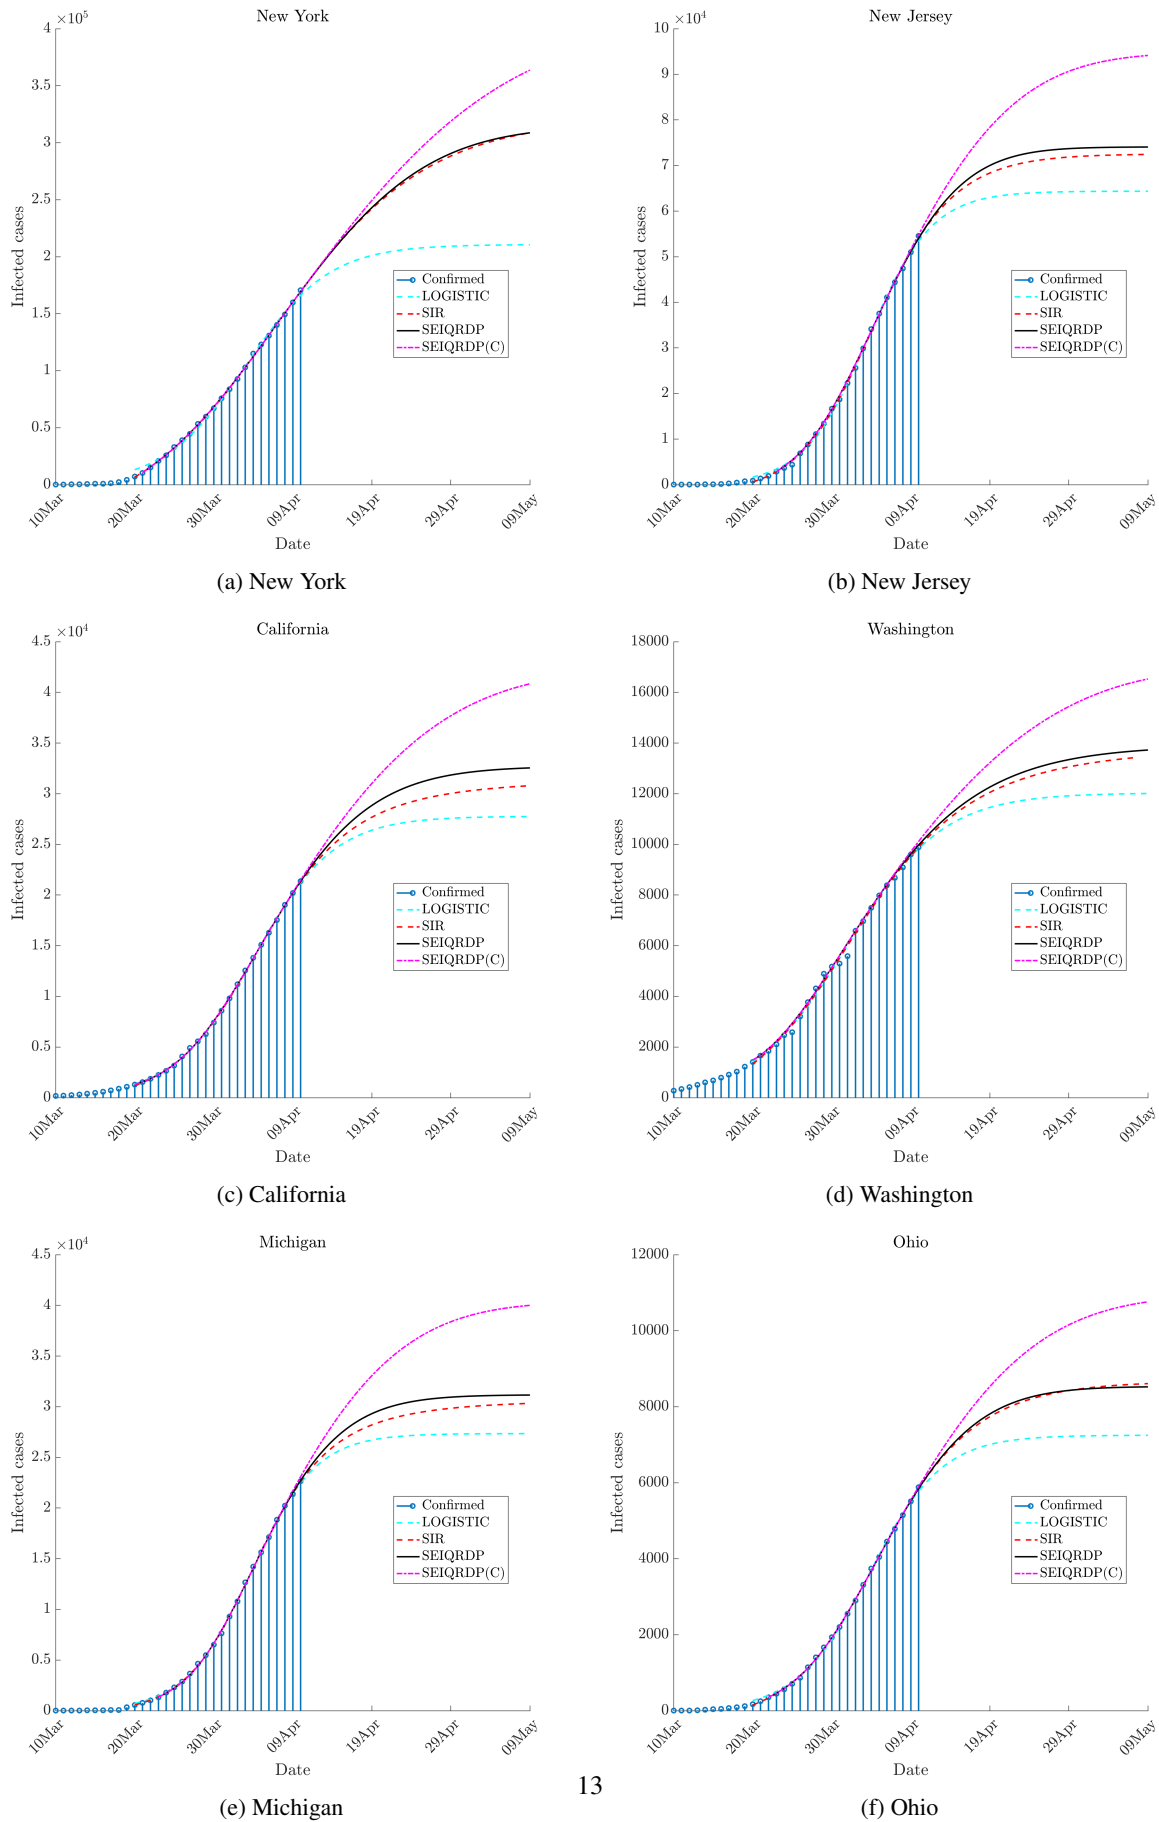 New York
×10⁵
4
3.5
3
2.5
2
1.5
1
0.5
0
Infected cases
Confirmed
LOGISTIC
SIR
SEIQRDP
SEIQRDP(C)
10Mar
20Mar
30Mar
09Apr
19Apr
29Apr
09May
Date
(a) New York
New Jersey
×10⁴
10
9
8
7
6
5
4
3
2
1
0
Infected cases
Confirmed
LOGISTIC
SIR
SEIQRDP
SEIQRDP(C)
10Mar
20Mar
30Mar
09Apr
19Apr
29Apr
09May
Date
(b) New Jersey
California
×10⁴
4.5
4
3.5
3
2.5
2
1.5
1
0.5
0
Infected cases
Confirmed
LOGISTIC
SIR
SEIQRDP
SEIQRDP(C)
10Mar
20Mar
30Mar
09Apr
19Apr
29Apr
09May
Date
(c) California
Washington
18000
16000
14000
12000
10000
8000
6000
4000
2000
0
Infected cases
Confirmed
LOGISTIC
SIR
SEIQRDP
SEIQRDP(C)
10Mar
20Mar
30Mar
09Apr
19Apr
29Apr
09May
Date
(d) Washington
Michigan
×10⁴
4.5
4
3.5
3
2.5
2
1.5
1
0.5
0
Infected cases
Confirmed
LOGISTIC
SIR
SEIQRDP
SEIQRDP(C)
10Mar
20Mar
30Mar
09Apr
19Apr
29Apr
09May
Date
(e) Michigan
Ohio
12000
10000
8000
6000
4000
2000
0
Infected cases
Confirmed
LOGISTIC
SIR
SEIQRDP
SEIQRDP(C)
10Mar
20Mar
30Mar
09Apr
19Apr
29Apr
09May
Date
(f) Ohio
13